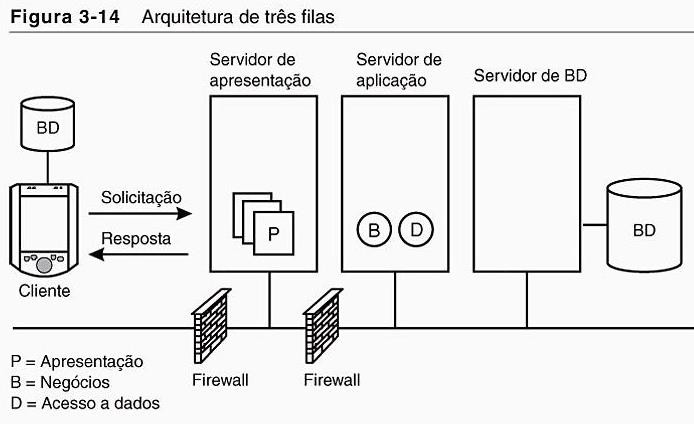 Figura 3-14 Arquitetura de três filas
Servidor de
apresentação
Servidor de
aplicação
Servidor de BD
BD
Solicitação
Resposta
Cliente
P
B
D
BD
Firewall
Firewall
P = Apresentação
B = Negócios
D = Acesso a dados